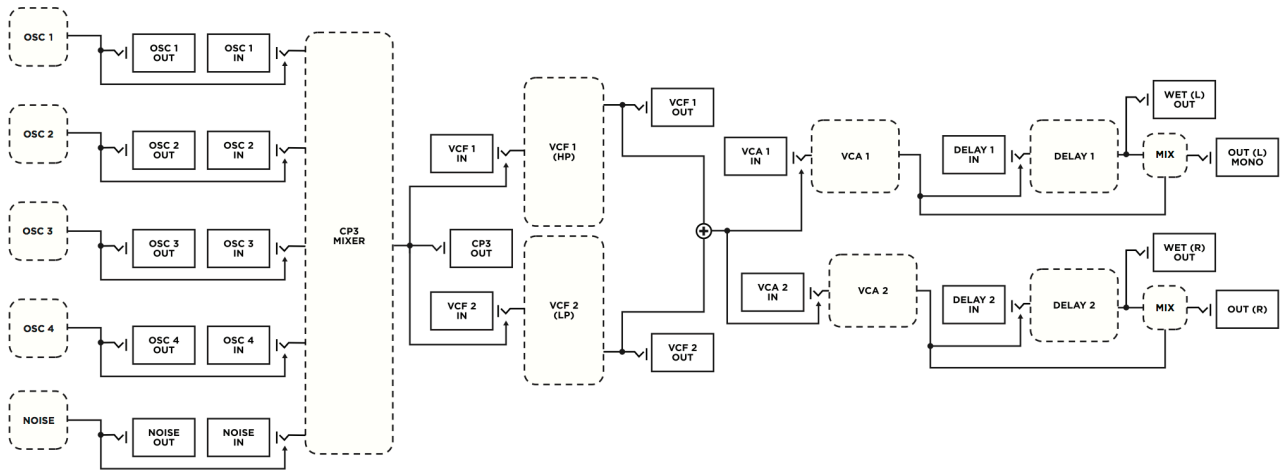 OSC 1
OSC 1
OUT
OSC 1
IN
OSC 2
OSC 2
OUT
OSC 2
IN
OSC 3
OSC 3
OUT
OSC 3
IN
OSC 4
OSC 4
OUT
OSC 4
IN
NOISE
NOISE
OUT
NOISE
IN
CP3
MIXER
VCF 1
IN
CP3
OUT
VCF 2
IN
VCF 1
(HP)
VCF 2
(LP)
VCF 1
OUT
VCF 2
OUT
VCA 1
IN
VCA 1
VCA 2
IN
VCA 2
DELAY 1
IN
DELAY 1
WET (L)
OUT
MIX
OUT (L)
MONO
DELAY 2
IN
DELAY 2
WET (R)
OUT
MIX
OUT (R)